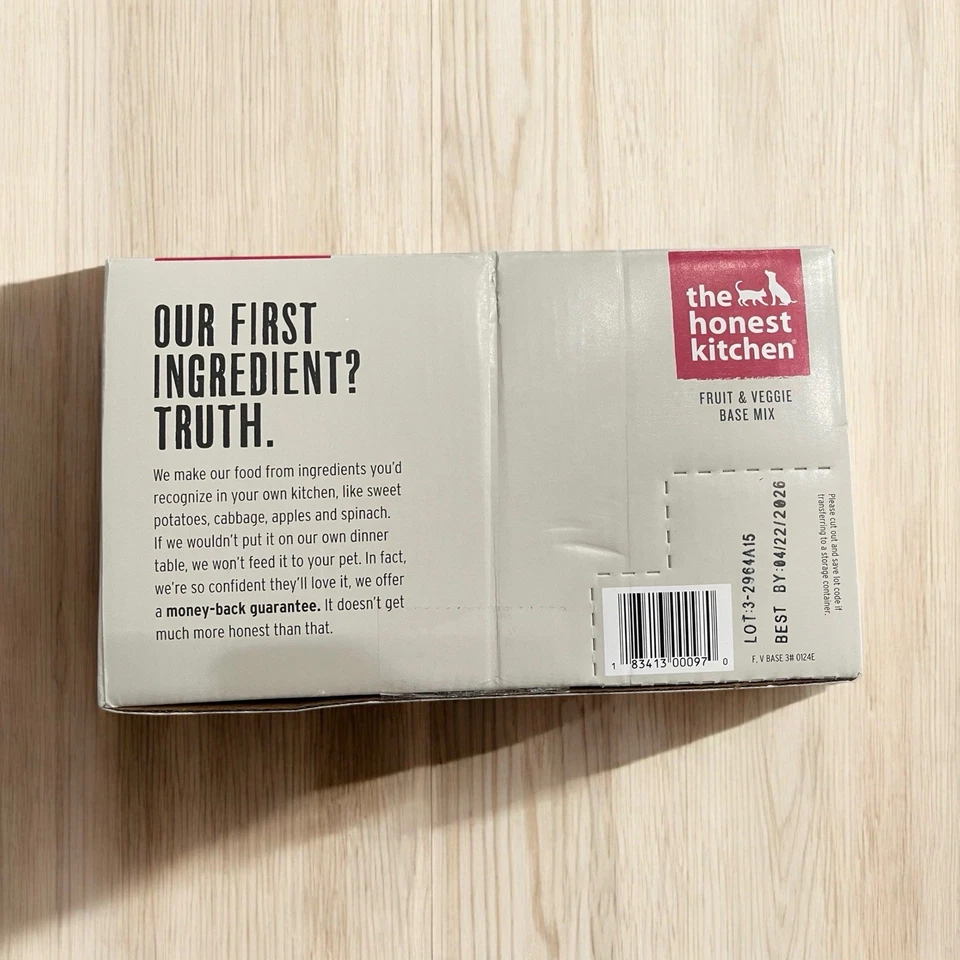 OUR FIRST
INGREDIENT?
TRUTH.
We make our food from ingredients you'd
recognize in your own kitchen, like sweet
potatoes, cabbage, apples and spinach.
If we wouldn't put it on our own dinner
table, we won't feed it to your pet. In fact,
we're so confident they'll love it, we offer
a money-back guarantee. It doesn't get
much more honest than that.
the
honest
kitchen®
FRUIT & VEGGIE
BASE MIX
Please cut out and save lot code if
transferring to a storage container.
LOT:3-2964A15
BEST BY:04/22/2026
1 83413 00097 0
F, V BASE 3# 0124E